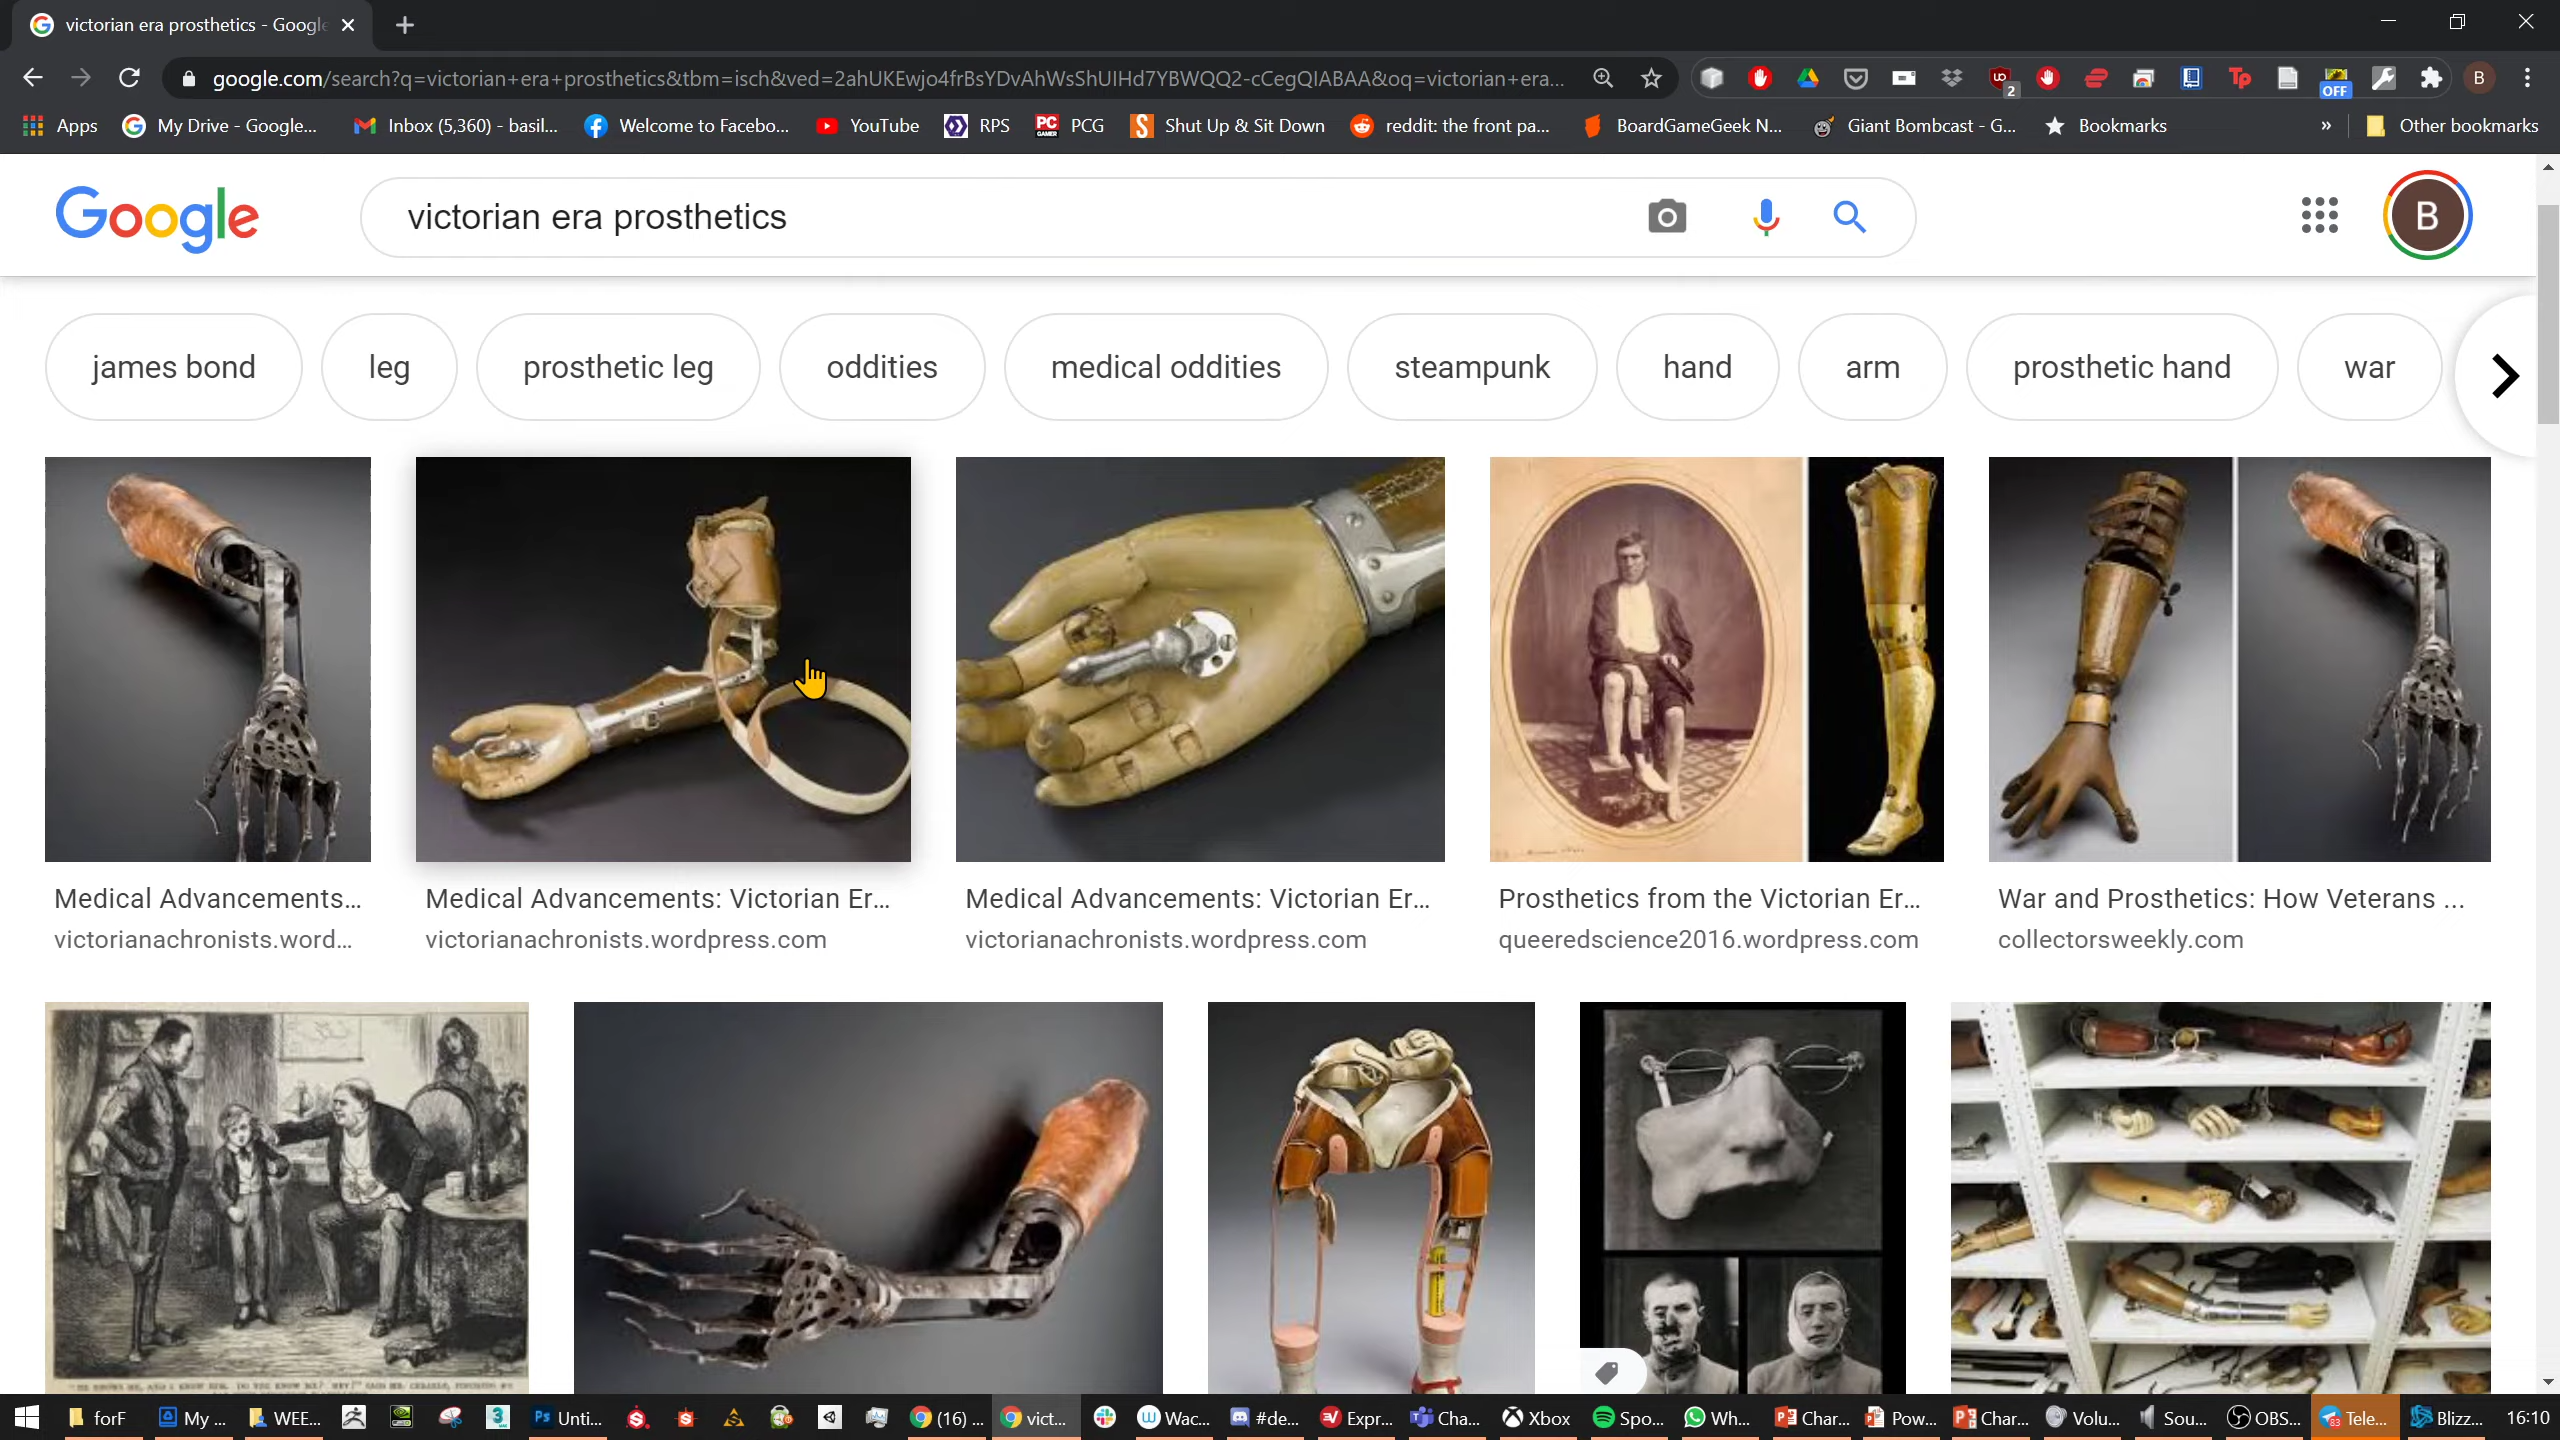 victorian era prosthetics - Google
google.com/search?q=victorian+era+prosthetics&tbm=isch&ved=2ahUKEwjo4frBsYDvAhWsShUIHd7YBWQQ2-cCegQIABAA&oq=victorian+era...
2
OFF
B
Apps
My Drive - Google...
Inbox (5,360) - basil...
Welcome to Facebo...
YouTube
RPS
PC GAMER
PCG
S
Shut Up & Sit Down
reddit: the front pa...
BoardGameGeek N...
Giant Bombcast - G...
Bookmarks
»
Other bookmarks
Google
victorian era prosthetics
B
james bond
leg
prosthetic leg
oddities
medical oddities
steampunk
hand
arm
prosthetic hand
war
Medical Advancements...
victorianachronists.word...
Medical Advancements: Victorian Er...
victorianachronists.wordpress.com
Medical Advancements: Victorian Er...
victorianachronists.wordpress.com
Prosthetics from the Victorian Er...
queeredscience2016.wordpress.com
War and Prosthetics: How Veterans ...
collectorsweekly.com
forF
My ...
WEE...
3
Ps
Unti...
(16) ...
vict...
Wac...
#de...
Expr...
Cha...
Xbox
Spo...
Wh...
Char...
Pow...
Char...
Volu...
Sou...
OBS...
Tele...
Blizz...
16:10